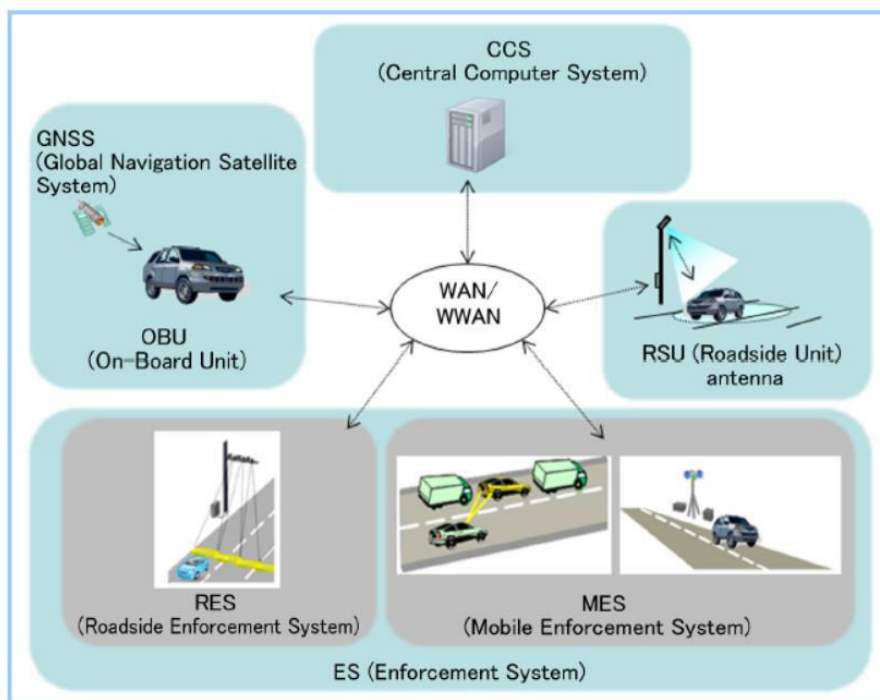 CCS
(Central Computer System)
GNSS
(Global Navigation Satellite
System)
OBU
(On-Board Unit)
WAN/
WWAN
RSU (Roadside Unit)
antenna
RES
(Roadside Enforcement System)
MES
(Mobile Enforcement System)
ES (Enforcement System)